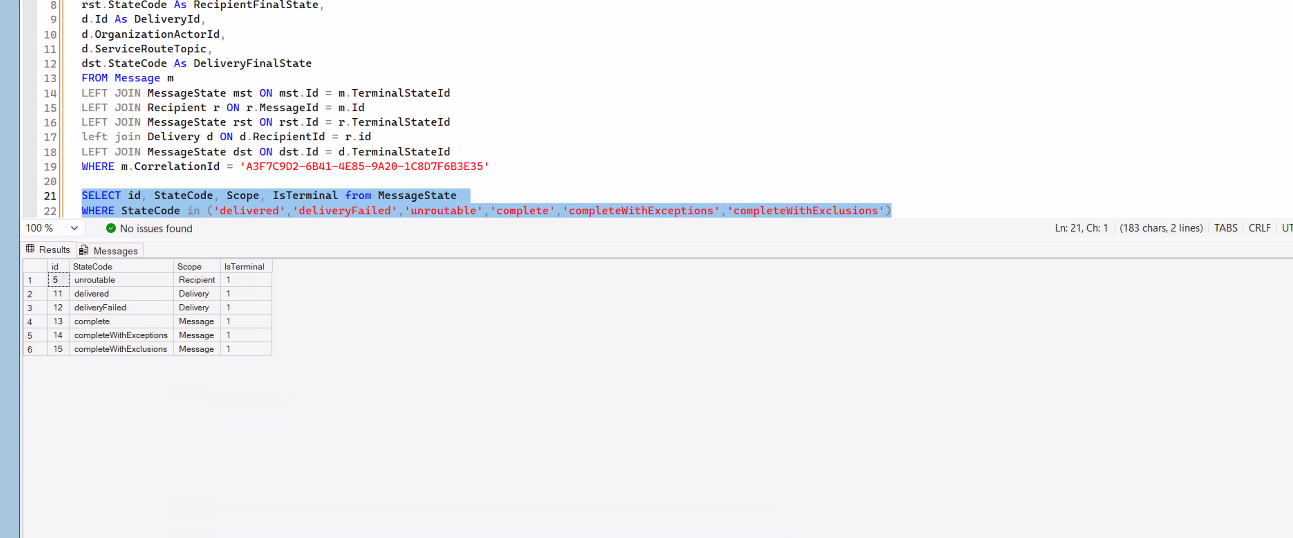 8 rst.StateCode As RecipientFinalState,
9 d.Id As DeliveryId,
10 d.OrganizationActorId,
11 d.ServiceRouteTopic,
12 dst.StateCode As DeliveryFinalState
13 FROM Message m
14 LEFT JOIN MessageState mst ON mst.Id = m.TerminalStateId
15 LEFT JOIN Recipient r ON r.MessageId = m.Id
16 LEFT JOIN MessageState rst ON rst.Id = r.TerminalStateId
17 left join Delivery d ON d.RecipientId = r.id
18 LEFT JOIN MessageState dst ON dst.Id = d.TerminalStateId
19 WHERE m.CorrelationId = 'A3F7C9D2-6B41-4E85-9A20-1C8D7F6B3E35'
20
21 SELECT id, StateCode, Scope, IsTerminal from MessageState
22 WHERE StateCode in ('delivered','deliveryFailed','unroutable','complete','completeWithExceptions','completeWithExclusions')
100 % No issues found Ln: 21, Ch: 1 (183 chars, 2 lines) TABS CRLF UT
Results Messages
id StateCode Scope IsTerminal
1 5 unroutable Recipient 1
2 11 delivered Delivery 1
3 12 deliveryFailed Delivery 1
4 13 complete Message 1
5 14 completeWithExceptions Message 1
6 15 completeWithExclusions Message 1